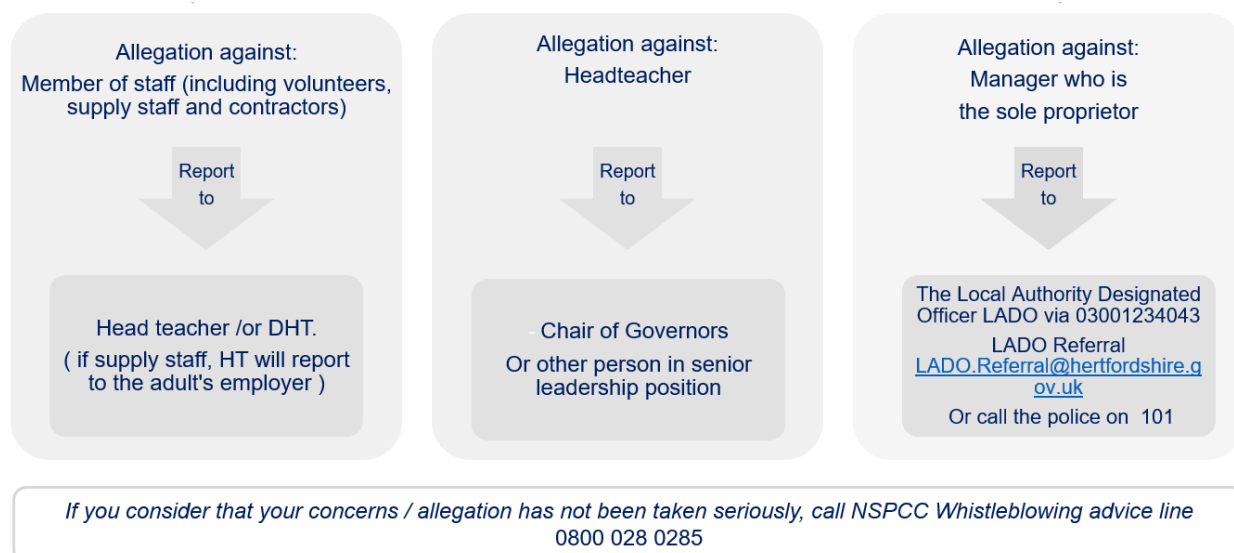 Allegation against:
Member of staff (including volunteers,
supply staff and contractors)
Report
to
Head teacher /or DHT.
( if supply staff, HT will report
to the adult's employer )
Allegation against:
Headteacher
Report
to
- Chair of Governors
Or other person in senior
leadership position
Allegation against:
Manager who is
the sole proprietor
Report
to
The Local Authority Designated
Officer LADO via 03001234043
LADO Referral
LADO.Referral@hertfordshire.g
ov.uk
Or call the police on 101
If you consider that your concerns / allegation has not been taken seriously, call NSPCC Whistleblowing advice line
0800 028 0285